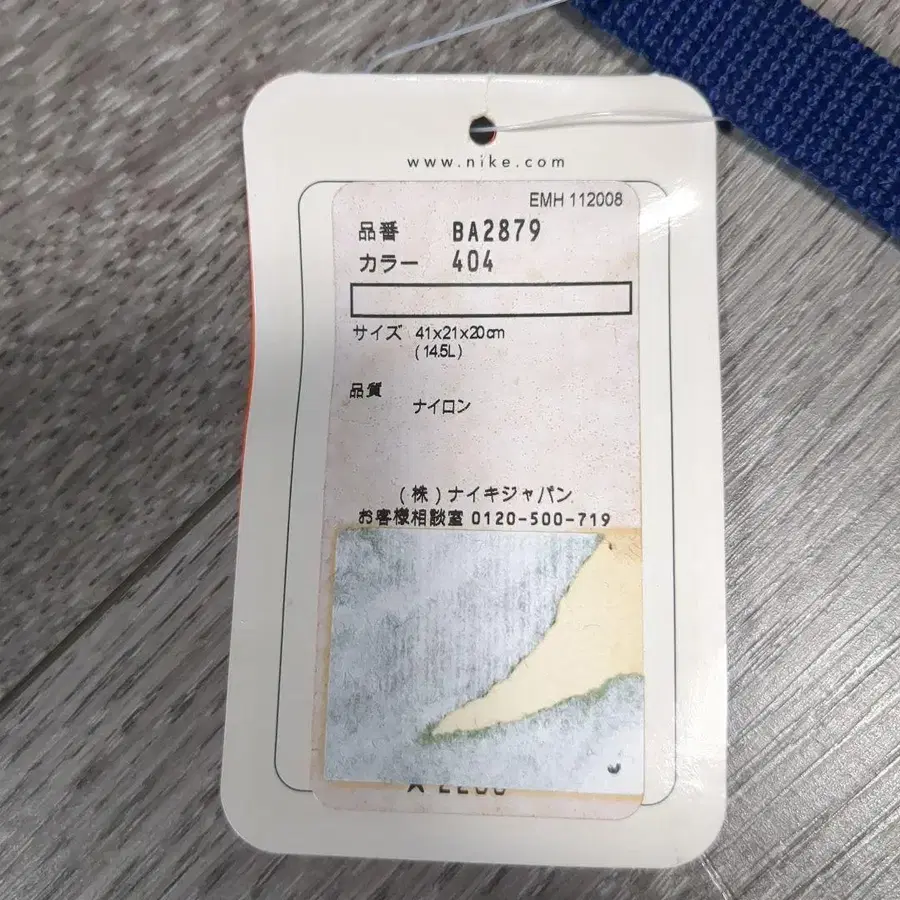 www.nike.com
EMH 112008
品番 BA2879
カラー 404
サイズ 41x21x20cm
(14.5L)
品質
ナイロン
(株)ナイキジャパン
お客様相談室 0120-500-719